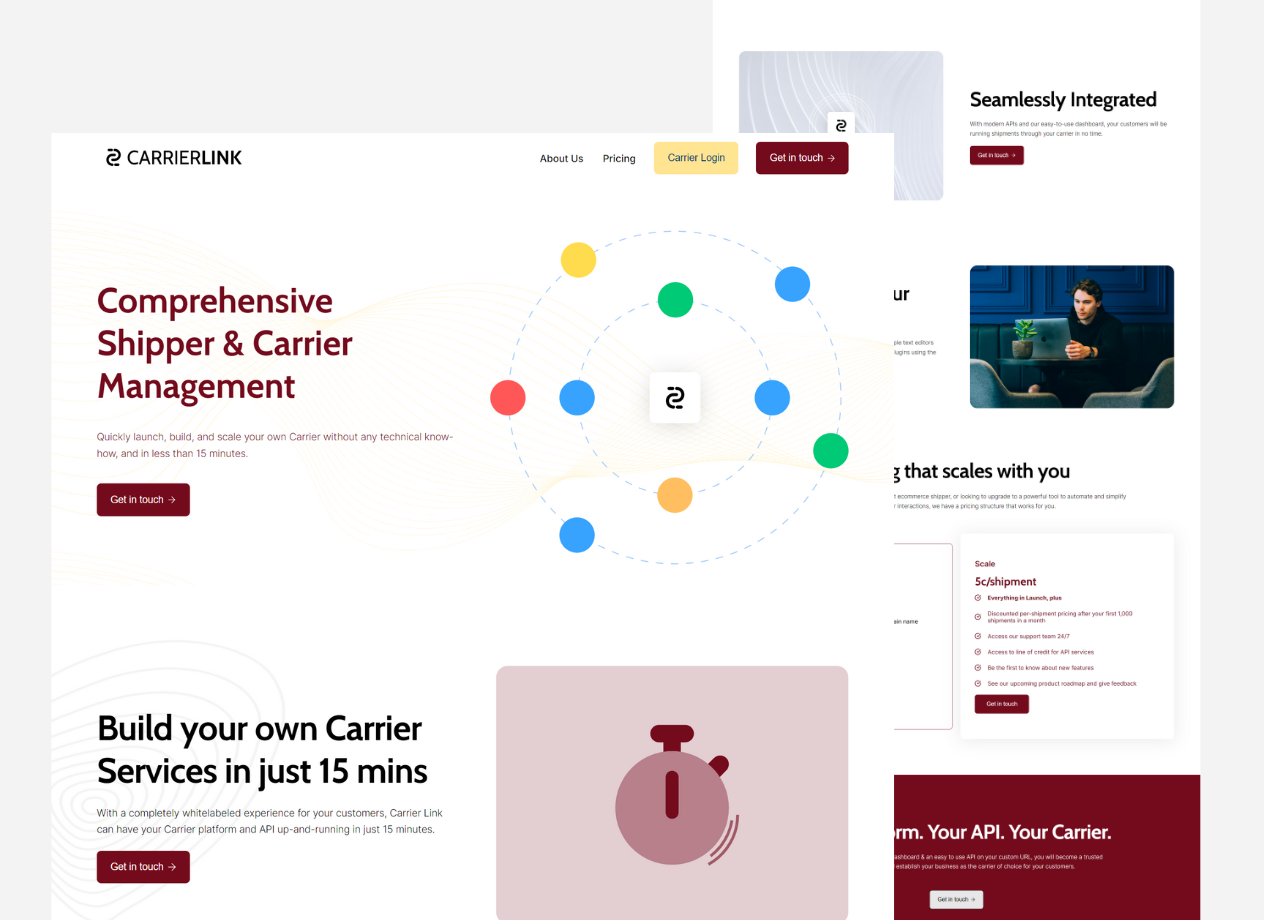 CARRIERLINK
About Us
Pricing
Carrier Login
Get in touch →
Comprehensive
Shipper & Carrier
Management
Quickly launch, build, and scale your own Carrier without any technical know-
how, and in less than 15 minutes.
Get in touch →
Build your own Carrier
Services in just 15 mins
With a completely whitelabeled experience for your customers, Carrier Link
can have your Carrier platform and API up-and-running in just 15 minutes.
Get in touch →
Seamlessly Integrated
With modern APIs and our easy-to-use dashboard, your customers will be
running shipments through your carrier in no time.
Get in touch →
ur
text editors
using the
that scales with you
ecommerce shipper, or looking to upgrade to a powerful tool to automate and simplify
interactions, we have a pricing structure that works for you.
name
Scale
5c/shipment
Everything in Launch, plus
Discounted per-shipment pricing after your first 1,000
shipments in a month
Access our support team 24/7
Access to line of credit for API services
Be the first to know about new features
See our upcoming product roadmap and give feedback
Get in touch
rm. Your API. Your Carrier.
dashboard & an easy to use API on your custom URL, you will become a trusted
establish your business as the carrier of choice for your customers.
Get in touch →